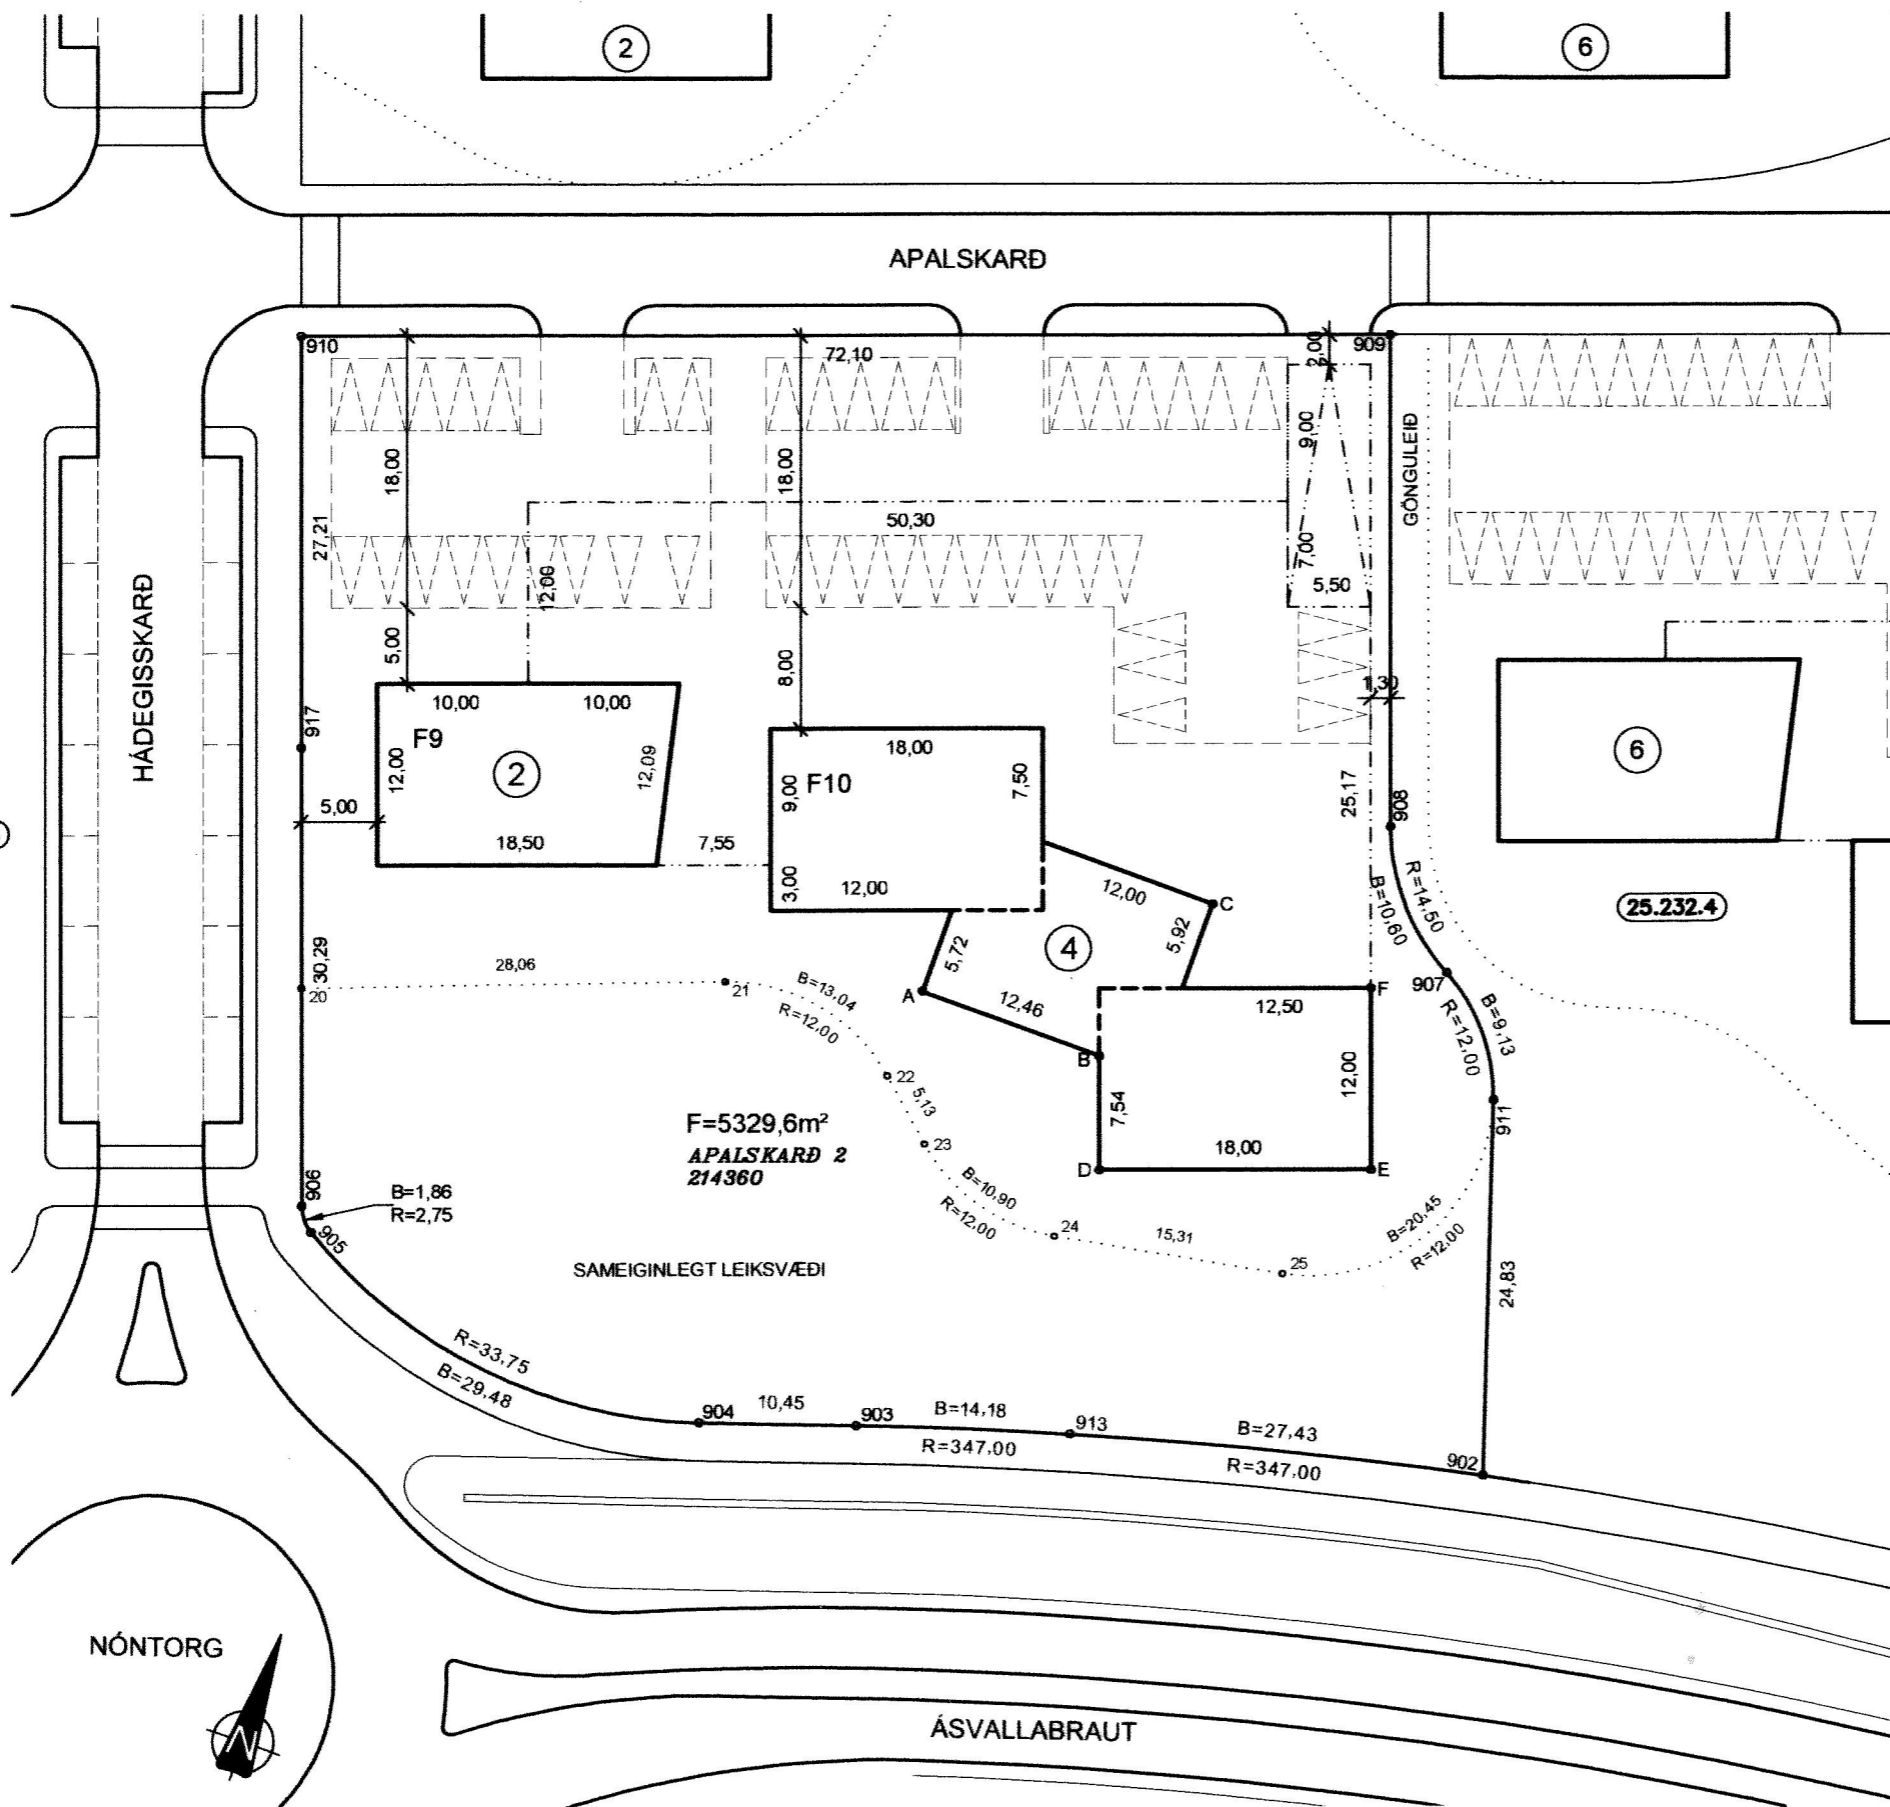 2
6
APALSKARÐ
910
72,10
2,00
909
18,00
18,00
9,00
GÖNGULEIÐ
27,21
50,30
12,00
7,00
5,50
HÁDEGISSKARÐ
5,00
8,00
1,30
10,00
10,00
917
F9
12,00
2
12,09
18,00
9,00
F10
7,50
6
5,00
25,17
908
18,50
7,55
3,00
12,00
12,00
C
B=10,60
R=14,50
25.232.4
30,29
28,06
5,72
4
5,92
20
21
B=13,04
R=12,00
A
12,46
12,50
F
907
B=9,13
R=12,00
B
22
5,13
7,54
12,00
911
F=5329,6m²
APALSKARÐ 2
214360
23
18,00
D
E
906
B=1,86
R=2,75
905
B=10,90
R=12,00
24
15,31
25
B=20,45
R=12,00
24,83
SAMEIGINLEGT LEIKSVÆÐI
R=33,75
B=29,48
904
10,45
903
B=14,18
R=347,00
913
B=27,43
R=347,00
902
NÓNTORG
N
ÁSVALLABRAUT